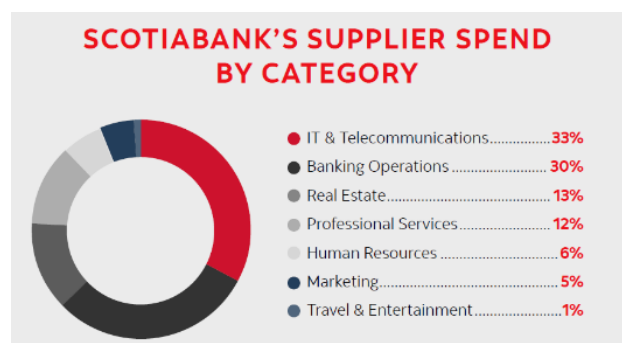 SCOTIABANK'S SUPPLIER SPEND
BY CATEGORY
IT & Telecommunications...............33%
Banking Operations.......................30%
Real Estate........................................13%
Professional Services......................12%
Human Resources............................6%
Marketing..........................................5%
Travel & Entertainment.....................1%